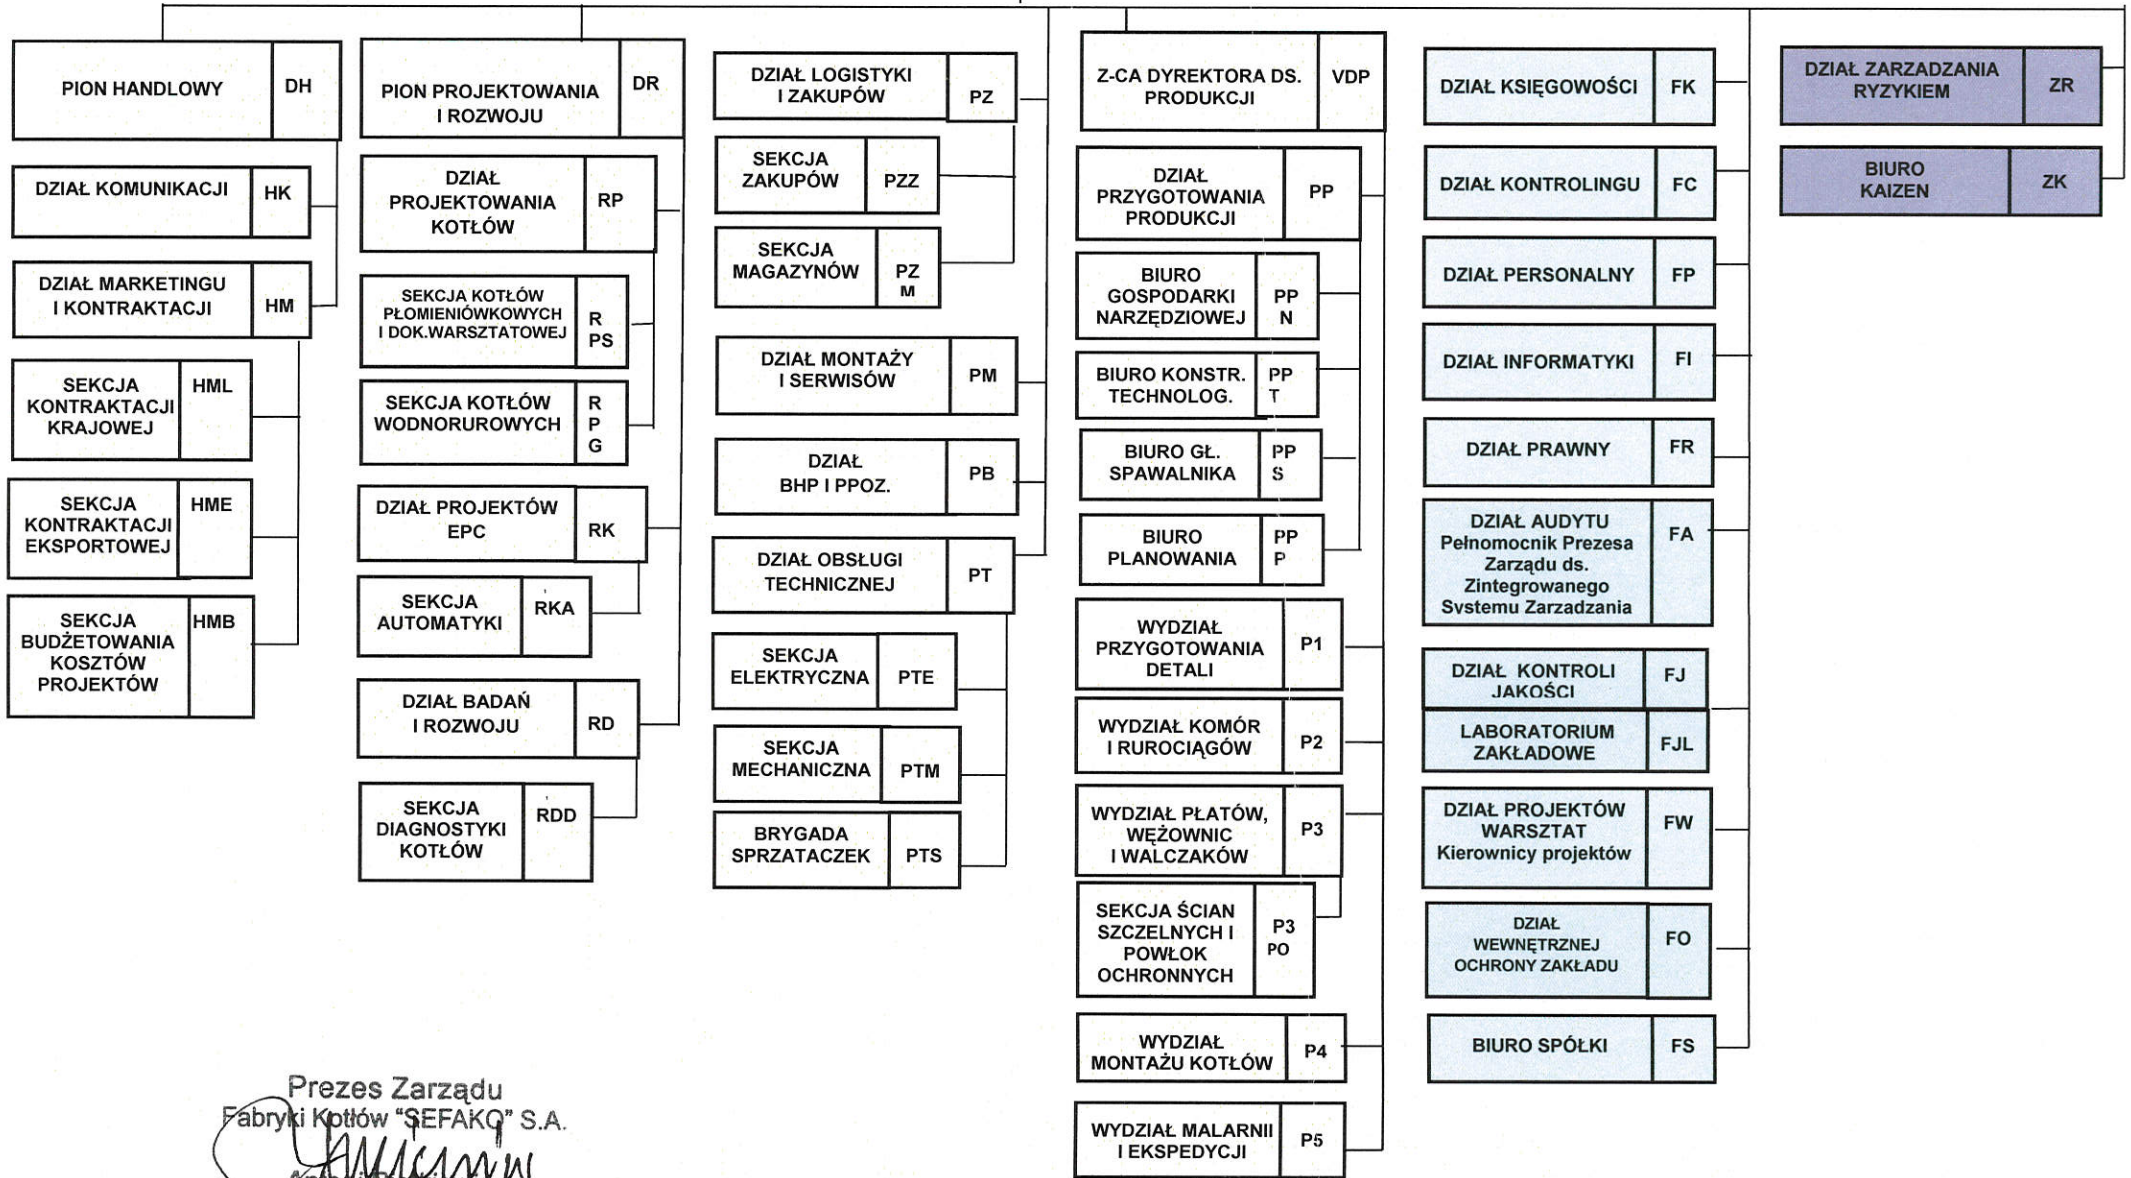 PION HANDLOWY
DH
DZIAŁ KOMUNIKACJI
HK
DZIAŁ MARKETINGU
I KONTRAKTACJI
HM
SEKCJA
KONTRAKTACJI
KRAJOWEJ
HML
SEKCJA
KONTRAKTACJI
EKSPORTOWEJ
HME
SEKCJA
BUDŻETOWANIA
KOSZTÓW
PROJEKTÓW
HMB
PION PROJEKTOWANIA
I ROZWOJU
DR
DZIAŁ
PROJEKTOWANIA
KOTŁÓW
RP
SEKCJA KOTŁÓW
PŁOMIENIÓWKOWYCH
I DOK.WARSZTATOWEJ
R
PS
SEKCJA KOTŁÓW
WODNORUROWYCH
R
P
G
DZIAŁ PROJEKTÓW
EPC
RK
SEKCJA
AUTOMATYKI
RKA
DZIAŁ BADAŃ
I ROZWOJU
RD
SEKCJA
DIAGNOSTYKI
KOTŁÓW
RDD
DZIAŁ LOGISTYKI
I ZAKUPÓW
PZ
SEKCJA
ZAKUPÓW
PZZ
SEKCJA
MAGAZYNÓW
PZ
M
DZIAŁ MONTAŻY
I SERWISÓW
PM
DZIAŁ
BHP I PPOZ.
PB
DZIAŁ OBSŁUGI
TECHNICZNEJ
PT
SEKCJA
ELEKTRYCZNA
PTE
SEKCJA
MECHANICZNA
PTM
BRYGADA
SPRZATACZEK
PTS
Z-CA DYREKTORA DS.
PRODUKCJI
VDP
DZIAŁ
PRZYGOTOWANIA
PRODUKCJI
PP
BIURO
GOSPODARKI
NARZĘDZIOWEJ
PP
N
BIURO KONSTR.
TECHNOLOG.
PP
T
BIURO GŁ.
SPAWALNIKA
PP
S
BIURO
PLANOWANIA
PP
P
WYDZIAŁ
PRZYGOTOWANIA
DETALI
P1
WYDZIAŁ KOMÓR
I RUROCIĄGÓW
P2
WYDZIAŁ PŁATÓW,
WĘŻOWNIC
I WALCZAKÓW
P3
SEKCJA ŚCIAN
SZCZELNYCH I
POWŁOK
OCHRONNYCH
P3
PO
WYDZIAŁ
MONTAŻU KOTŁÓW
P4
WYDZIAŁ MALARNII
I EKSPEDYCJI
P5
DZIAŁ KSIĘGOWOŚCI
FK
DZIAŁ KONTROLINGU
FC
DZIAŁ PERSONALNY
FP
DZIAŁ INFORMATYKI
FI
DZIAŁ PRAWNY
FR
DZIAŁ AUDYTU
Pełnomocnik Prezesa
Zarządu ds.
Zintegrowanego
Systemu Zarzadzania
FA
DZIAŁ KONTROLI
JAKOŚCI
FJ
LABORATORIUM
ZAKŁADOWE
FJL
DZIAŁ PROJEKTÓW
WARSZTAT
Kierownicy projektów
FW
DZIAŁ
WEWNĘTRZNEJ
OCHRONY ZAKŁADU
FO
BIURO SPÓŁKI
FS
DZIAŁ ZARZADZANIA
RYZYKIEM
ZR
BIURO
KAIZEN
ZK
Prezes Zarządu
Fabryki Kotłów "SEFAKO" S.A.